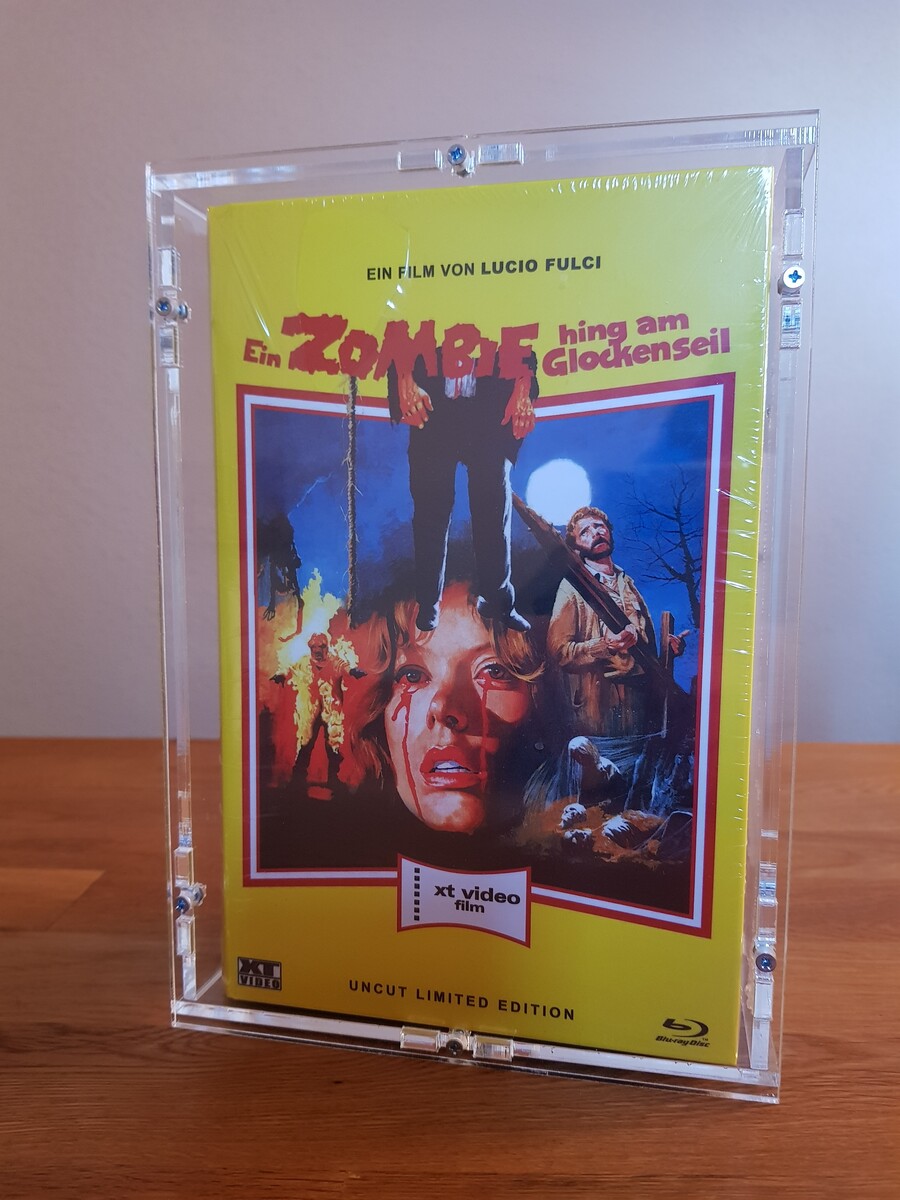 EIN FILM VON LUCIO FULCI
Ein ZOMBIE hing am
Glockenseil
xt video
film
XT
VIDEO
UNCUT LIMITED EDITION
Blu-ray Disc™